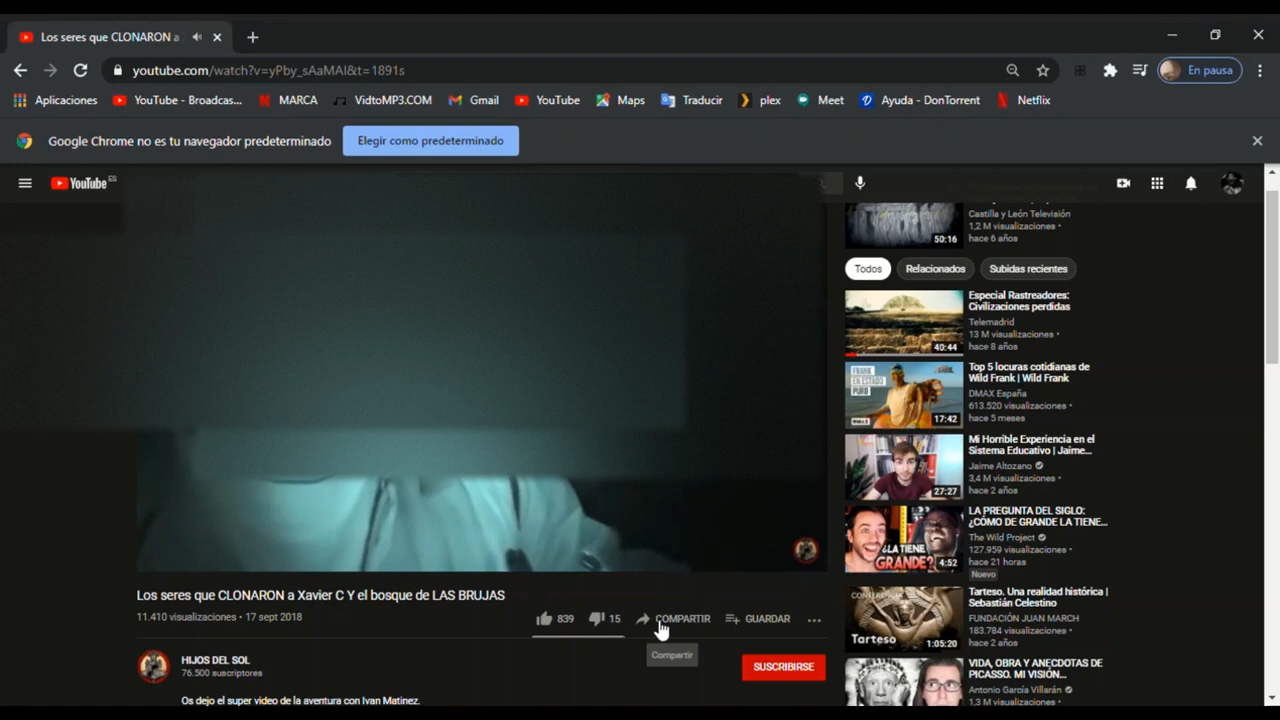 Los seres que CLONARON a
youtube.com/watch?v=yPby_sAaMAI&t=1891s
En pausa
Aplicaciones
YouTube - Broadcas...
MARCA
VidtoMP3.COM
Gmail
YouTube
Maps
Traducir
plex
Meet
Ayuda - DonTorrent
Netflix
Google Chrome no es tu navegador predeterminado
Elegir como predeterminado
YouTube ES
Castilla y León Televisión
1,2 M visualizaciones •
hace 6 años
50:16
Todos
Relacionados
Subidas recientes
Especial Rastreadores:
Civilizaciones perdidas
Telemadrid
13 M visualizaciones •
hace 8 años
40:44
Top 5 locuras cotidianas de
Wild Frank | Wild Frank
DMAX España
613.520 visualizaciones •
hace 5 meses
FRANK
EN ESTADO
PURO
17:42
Mi Horrible Experiencia en el
Sistema Educativo | Jaime...
Jaime Altozano
3,4 M visualizaciones •
hace 2 años
27:27
LA PREGUNTA DEL SIGLO:
¿CÓMO DE GRANDE LA TIENE...
The Wild Project
127.959 visualizaciones •
hace 21 horas
Nuevo
¿LA TIENE
GRANDE?
4:52
Tarteso. Una realidad histórica |
Sebastián Celestino
FUNDACIÓN JUAN MARCH
183.784 visualizaciones •
hace 2 años
Tarteso
1:05:20
VIDA, OBRA Y ANÉCDOTAS DE
PICASSO. MI VISIÓN...
Antonio García Villarán
1,3 M visualizaciones •
Los seres que CLONARON a Xavier C Y el bosque de LAS BRUJAS
11.410 visualizaciones • 17 sept 2018
839
15
COMPARTIR
GUARDAR
Compartir
HIJOS DEL SOL
76.500 suscriptores
SUSCRIBIRSE
Os dejo el super video de la aventura con Ivan Matinez.